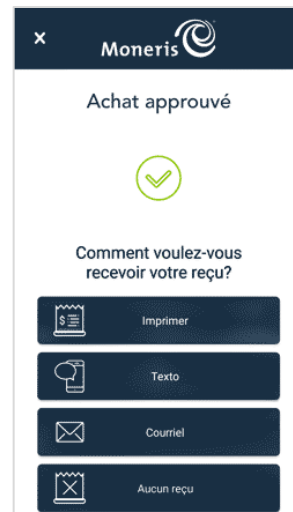 ×
Moneris
Achat approuvé
Comment voulez-vous
recevoir votre reçu?
Imprimer
Texto
Courriel
Aucun reçu